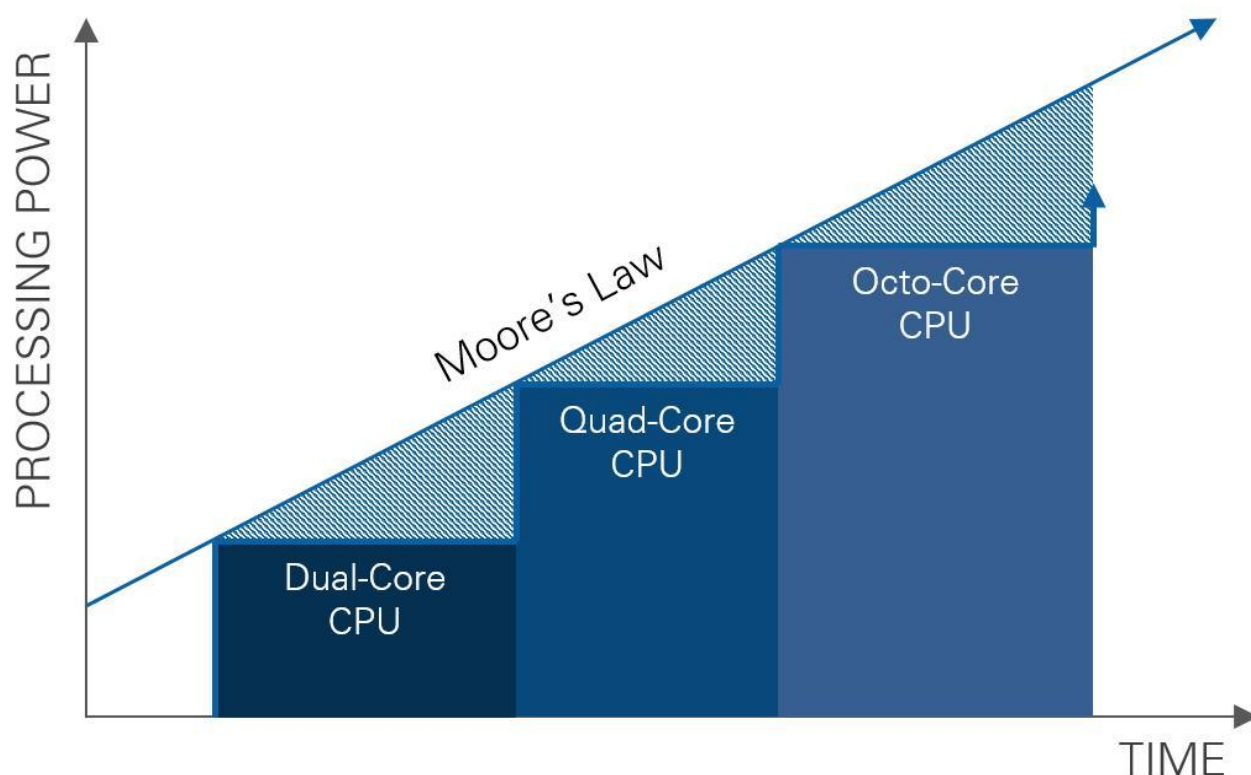 PROCESSING POWER
Moore's Law
Octo-Core
CPU
Quad-Core
CPU
Dual-Core
CPU
TIME